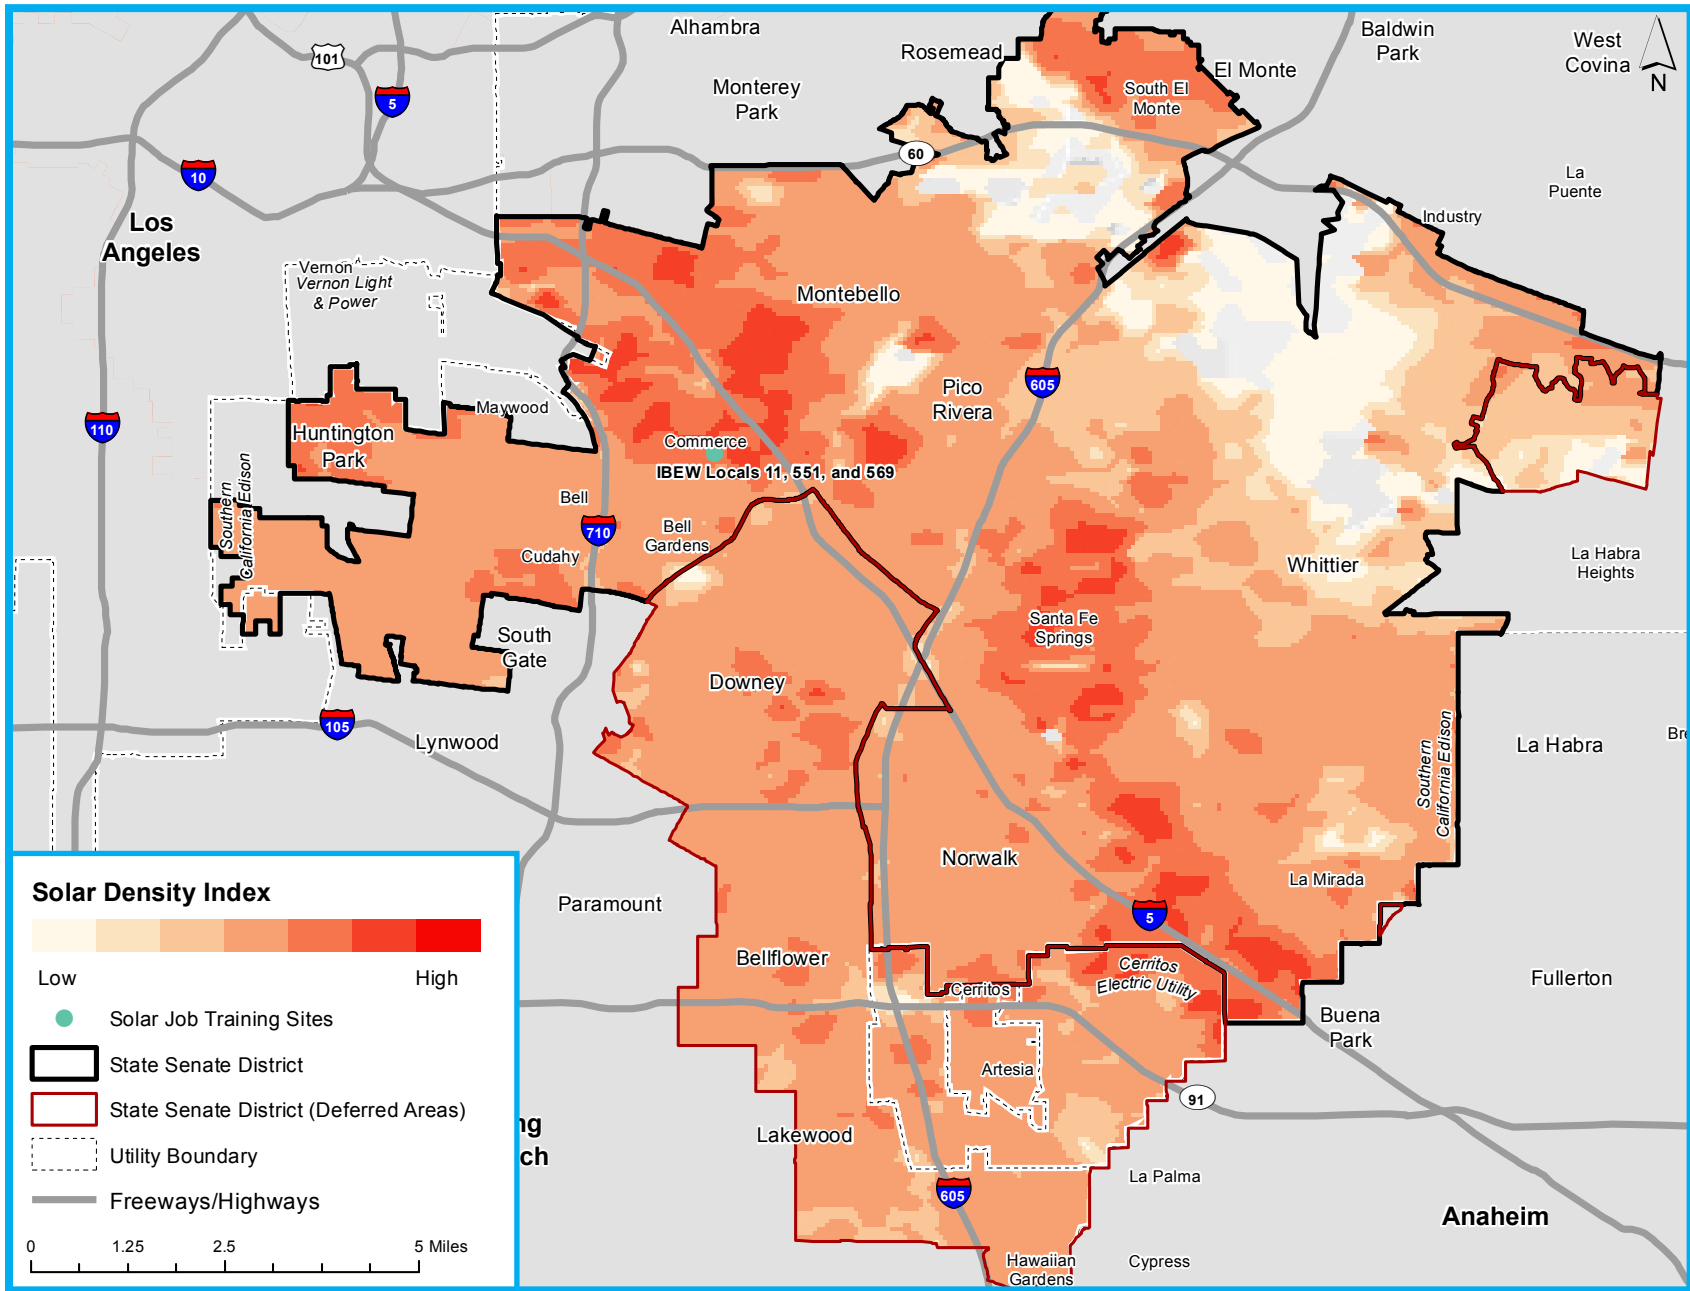 Alhambra
Baldwin
Park
West
Covina
N
Rosemead
El Monte
101
5
Monterey
Park
South El
Monte
60
10
La
Puente
Los
Angeles
Industry
Vernon
Vernon Light
& Power
Montebello
605
Pico
Rivera
Maywood
110
Huntington
Park
Commerce
IBEW Locals 11, 551, and 569
Southern
California Edison
Bell
710
Bell
Gardens
Cudahy
Whittier
La Habra
Heights
Santa Fe
Springs
South
Gate
Downey
105
Lynwood
Southern
California Edison
La Habra
Bre
Norwalk
La Mirada
Paramount
5
Bellflower
Cerritos
Electric Utility
Cerritos
Fullerton
Buena
Park
Artesia
91
Lakewood
ng
ch
La Palma
605
Anaheim
Hawaiian
Gardens
Cypress
Solar Density Index
Low High
Solar Job Training Sites
State Senate District
State Senate District (Deferred Areas)
Utility Boundary
Freeways/Highways
0 1.25 2.5 5 Miles